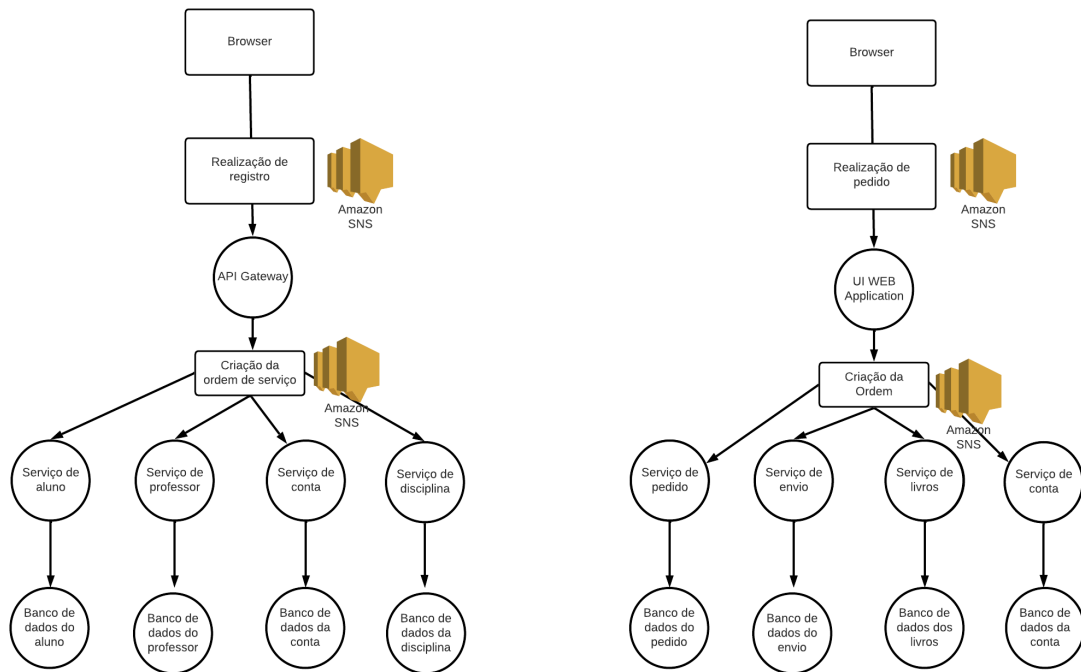 Browser
Realização de
registro
Amazon
SNS
API Gateway
Criação da
ordem de serviço
Amazon
SNS
Serviço de
aluno
Serviço de
professor
Serviço de
conta
Serviço de
disciplina
Banco de
dados do
aluno
Banco de
dados do
professor
Banco de
dados da
conta
Banco de
dados da
disciplina
Browser
Realização de
pedido
Amazon
SNS
UI WEB
Application
Criação da
Ordem
Amazon
SNS
Serviço de
pedido
Serviço de
envio
Serviço de
livros
Serviço de
conta
Banco de
dados do
pedido
Banco de
dados do
envio
Banco de
dados dos
livros
Banco de
dados da
conta